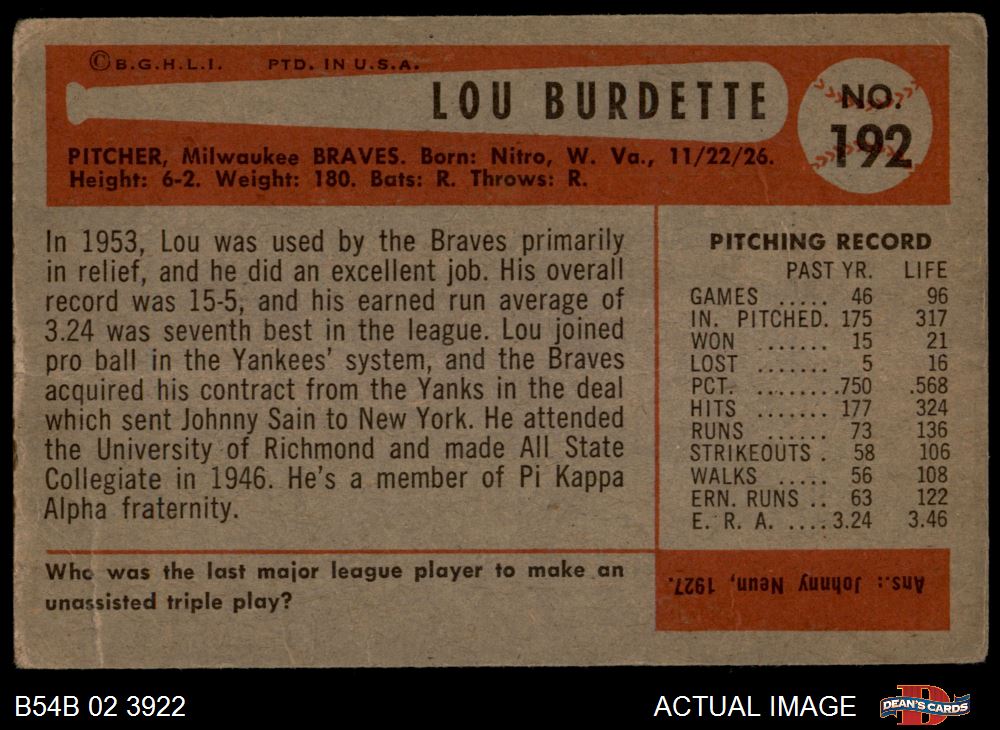 ©B.G.H.L.I. PTD. IN U.S.A.
LOU BURDETTE
NO.
192
PITCHER, Milwaukee BRAVES. Born: Nitro, W. Va., 11/22/26.
Height: 6-2. Weight: 180. Bats: R. Throws: R.
In 1953, Lou was used by the Braves primarily
in relief, and he did an excellent job. His overall
record was 15-5, and his earned run average of
3.24 was seventh best in the league. Lou joined
pro ball in the Yankees' system, and the Braves
acquired his contract from the Yanks in the deal
which sent Johnny Sain to New York. He attended
the University of Richmond and made All State
Collegiate in 1946. He's a member of Pi Kappa
Alpha fraternity.
PITCHING RECORD
PAST YR. LIFE
GAMES ..... 46 96
IN. PITCHED. 175 317
WON ....... 15 21
LOST ....... 5 16
PCT. ........750 .568
HITS ....... 177 324
RUNS ...... 73 136
STRIKEOUTS . 58 106
WALKS ..... 56 108
ERN. RUNS .. 63 122
E. R. A. ....3.24 3.46
Who was the last major league player to make an
unassisted triple play?
Ans.: Johnny Neun, 1927.
B54B 02 3922
ACTUAL IMAGE
D
DEAN'S CARDS